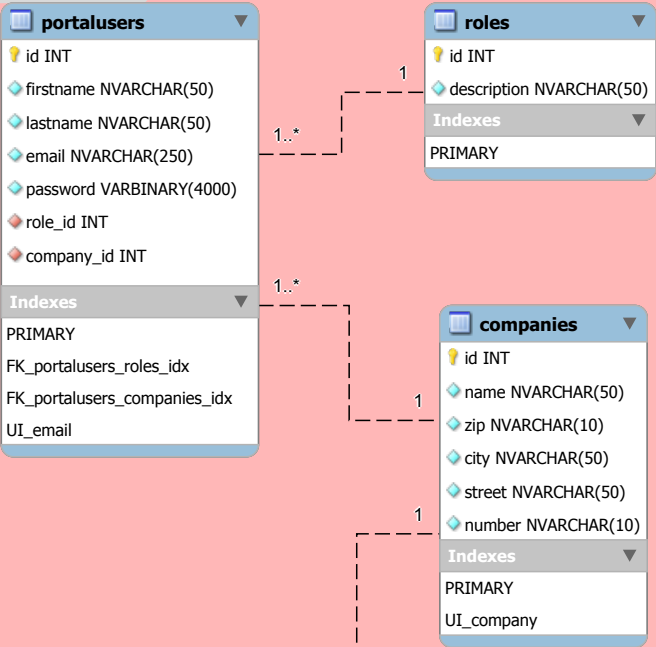 portalusers
id INT
firstname NVARCHAR(50)
lastname NVARCHAR(50)
email NVARCHAR(250)
password VARBINARY(4000)
role_id INT
company_id INT
Indexes
PRIMARY
FK_portalusers_roles_idx
FK_portalusers_companies_idx
UI_email
1
1..*
roles
id INT
description NVARCHAR(50)
Indexes
PRIMARY
1..*
1
companies
id INT
name NVARCHAR(50)
zip NVARCHAR(10)
city NVARCHAR(50)
street NVARCHAR(50)
number NVARCHAR(10)
Indexes
PRIMARY
UI_company
1